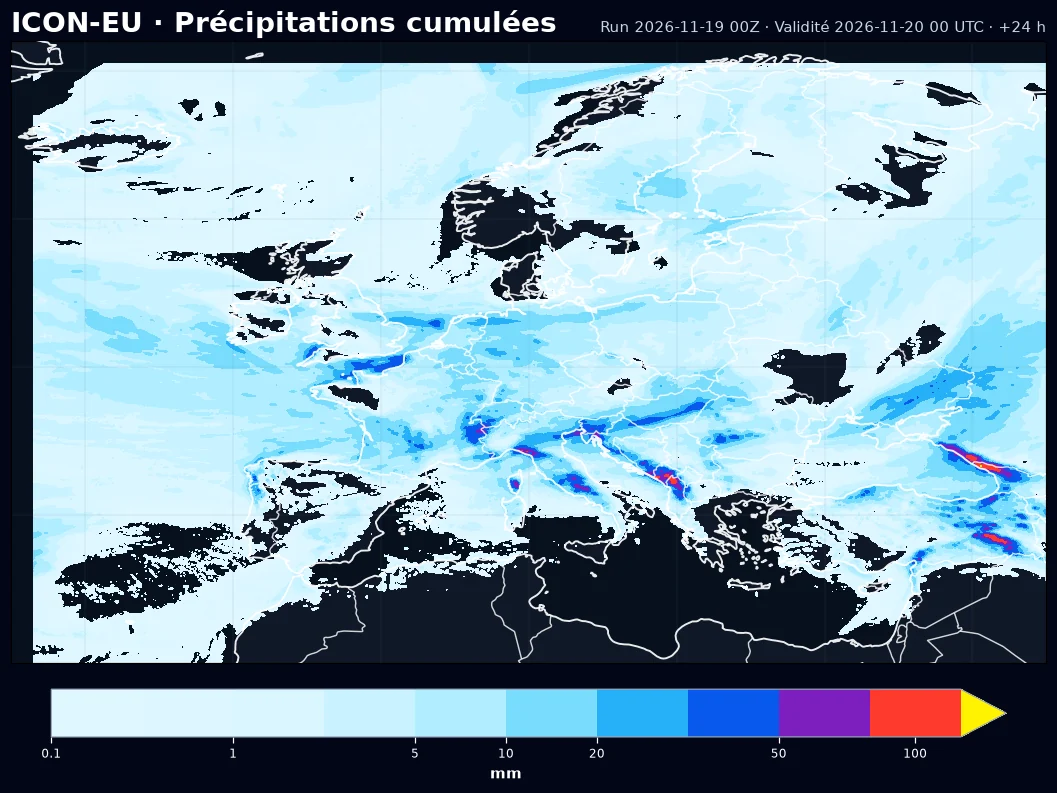 ICON-EU · Précipitations cumulées
Run 2026-11-19 00Z · Validité 2026-11-20 00 UTC · +24 h
0.1 1 5 10 20 50 100
mm